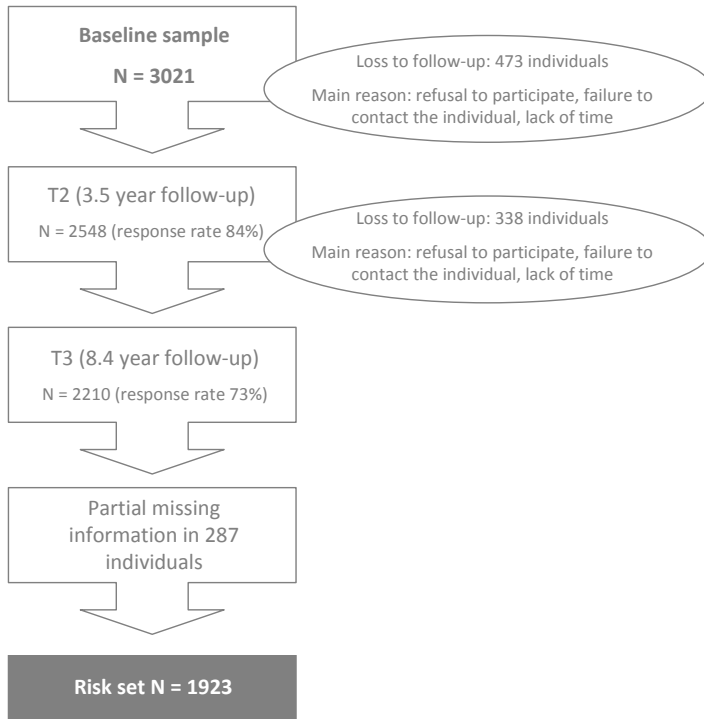 Baseline sample
N = 3021
Loss to follow-up: 473 individuals
Main reason: refusal to participate, failure to
contact the individual, lack of time
T2 (3.5 year follow-up)
N = 2548 (response rate 84%)
Loss to follow-up: 338 individuals
Main reason: refusal to participate, failure to
contact the individual, lack of time
T3 (8.4 year follow-up)
N = 2210 (response rate 73%)
Partial missing
information in 287
individuals
Risk set N = 1923